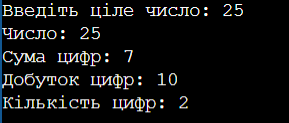 Введіть ціле число: 25
Число: 25
Сума цифр: 7
Добуток цифр: 10
Кількість цифр: 2